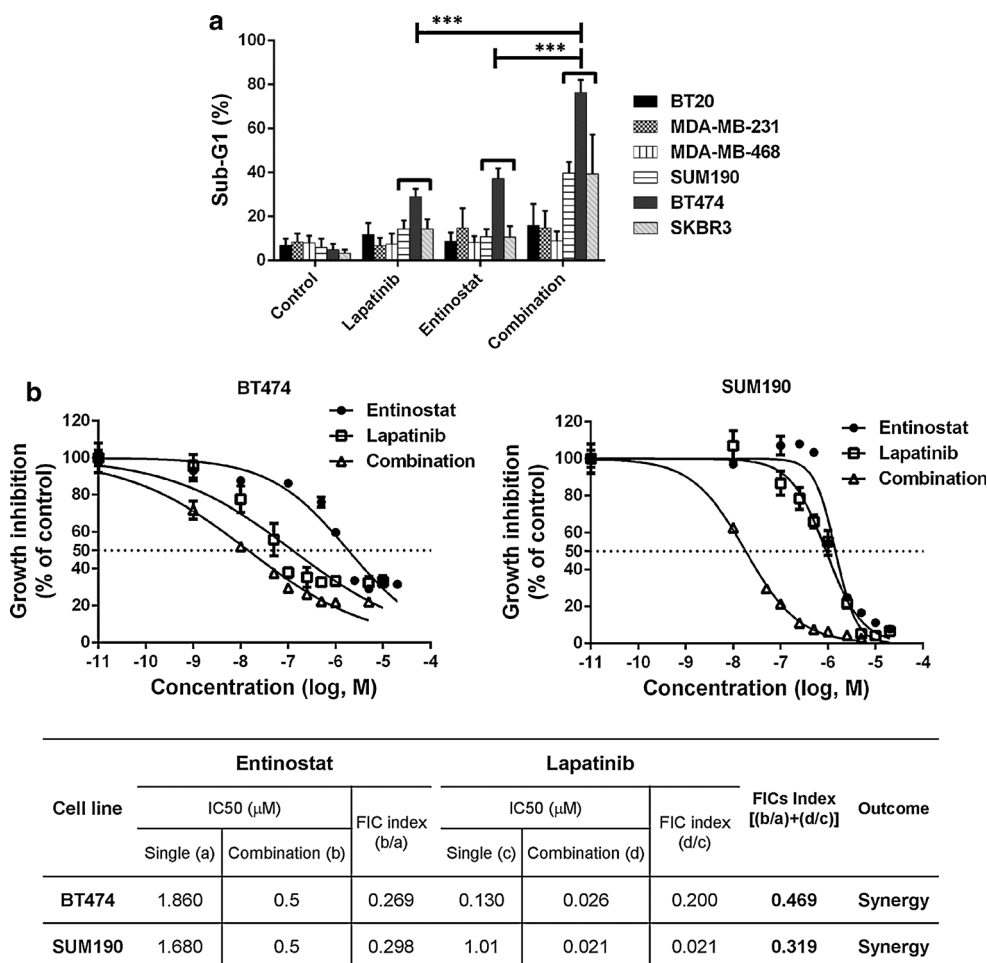 a
***
***
100
80
60
40
20
0
Sub-G1 (%)
Control
Lapatinib
Entinostat
Combination
BT20
MDA-MB-231
MDA-MB-468
SUM190
BT474
SKBR3
b
BT474
Entinostat
Lapatinib
Combination
120
100
80
60
50
40
20
0
Growth inhibition
(% of control)
-11 -10 -9 -8 -7 -6 -5 -4
Concentration (log, M)
SUM190
Entinostat
Lapatinib
Combination
120
100
80
60
50
40
20
0
Growth inhibition
(% of control)
-11 -10 -9 -8 -7 -6 -5 -4
Concentration (log, M)
Cell line
Entinostat
IC50 (μM)
Single (a)
Combination (b)
FIC index
(b/a)
Lapatinib
IC50 (μM)
Single (c)
Combination (d)
FIC index
(d/c)
FICs Index
[(b/a)+(d/c)]
Outcome
BT474 1.860 0.5 0.269 0.130 0.026 0.200 0.469 Synergy
SUM190 1.680 0.5 0.298 1.01 0.021 0.021 0.319 Synergy